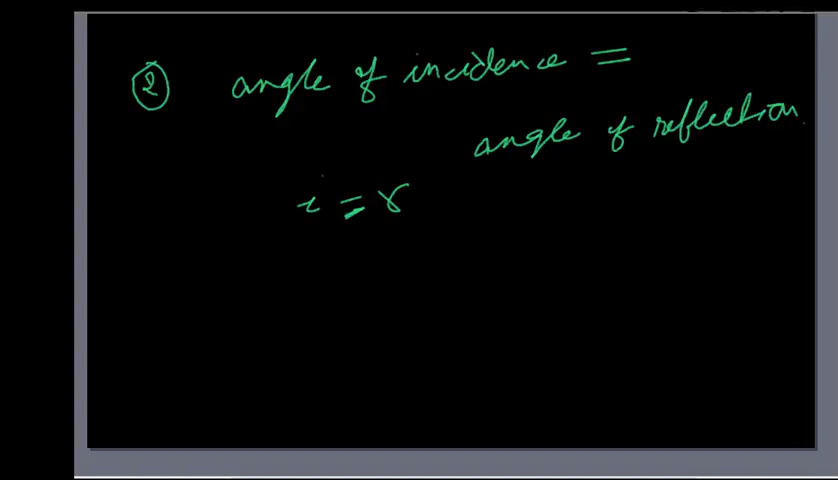 ② angle of incidence =
angle of reflection
i = r